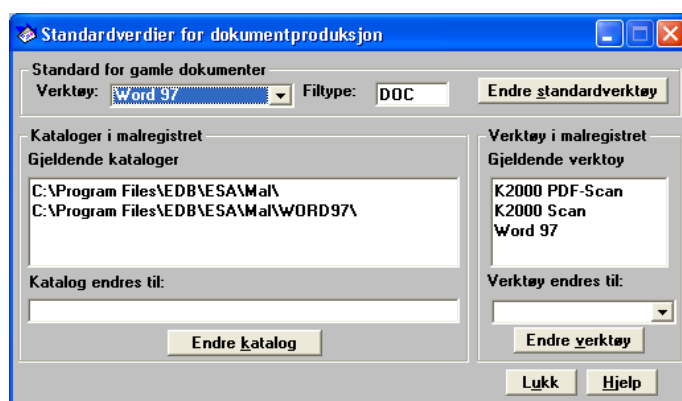 Standardverdier for dokumentproduksjon
Standard for gamle dokumenter
Verktøy: Word 97 Filtype: DOC Endre standardverktøy
Kataloger i malregistret
Gjeldende kataloger
C:\Program Files\EDB\ESA\Mal\
C:\Program Files\EDB\ESA\Mal\WORD97\
Katalog endres til:
Endre katalog
Verktøy i malregistret
Gjeldende verktoy
K2000 PDF-Scan
K2000 Scan
Word 97
Verktøy endres til:
Endre verktøy
Lukk Hjelp